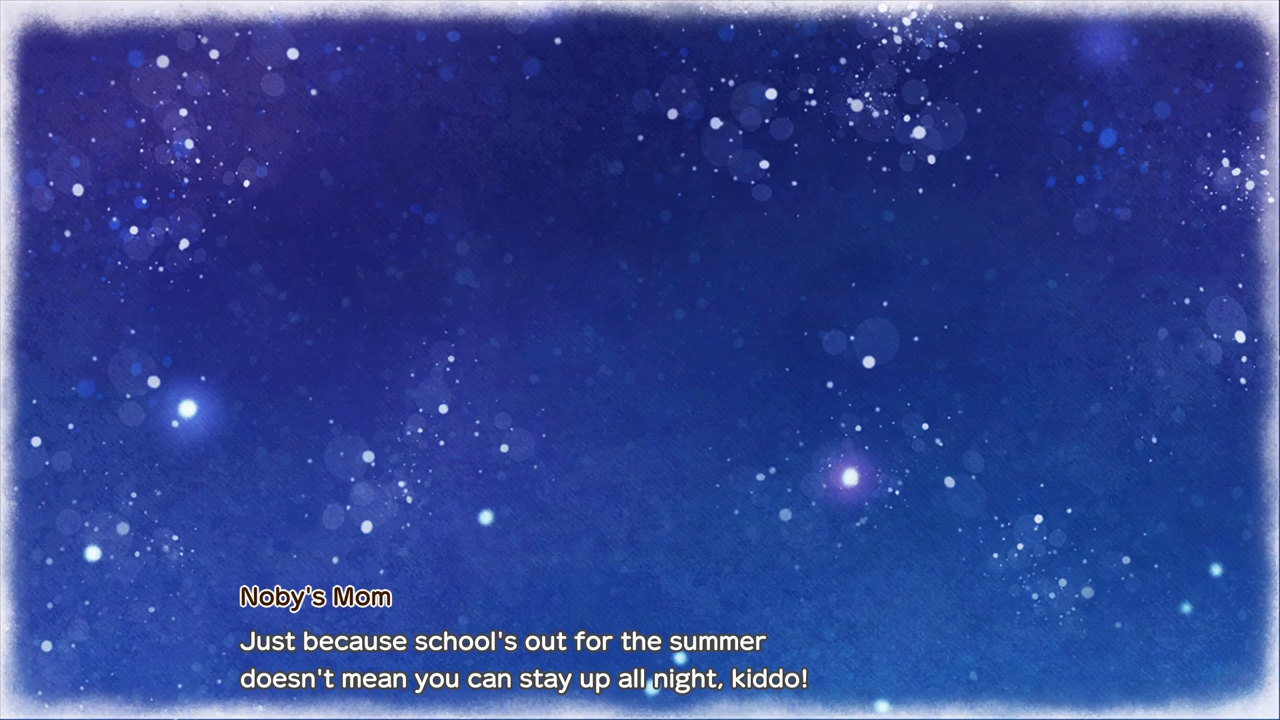 Noby's Mom
Just because school's out for the summer
doesn't mean you can stay up all night, kiddo!